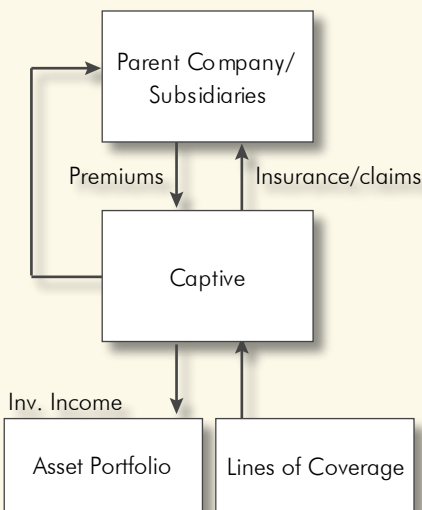 Parent Company/
Subsidiaries
Premiums
Insurance/claims
Captive
Inv. Income
Asset Portfolio
Lines of Coverage